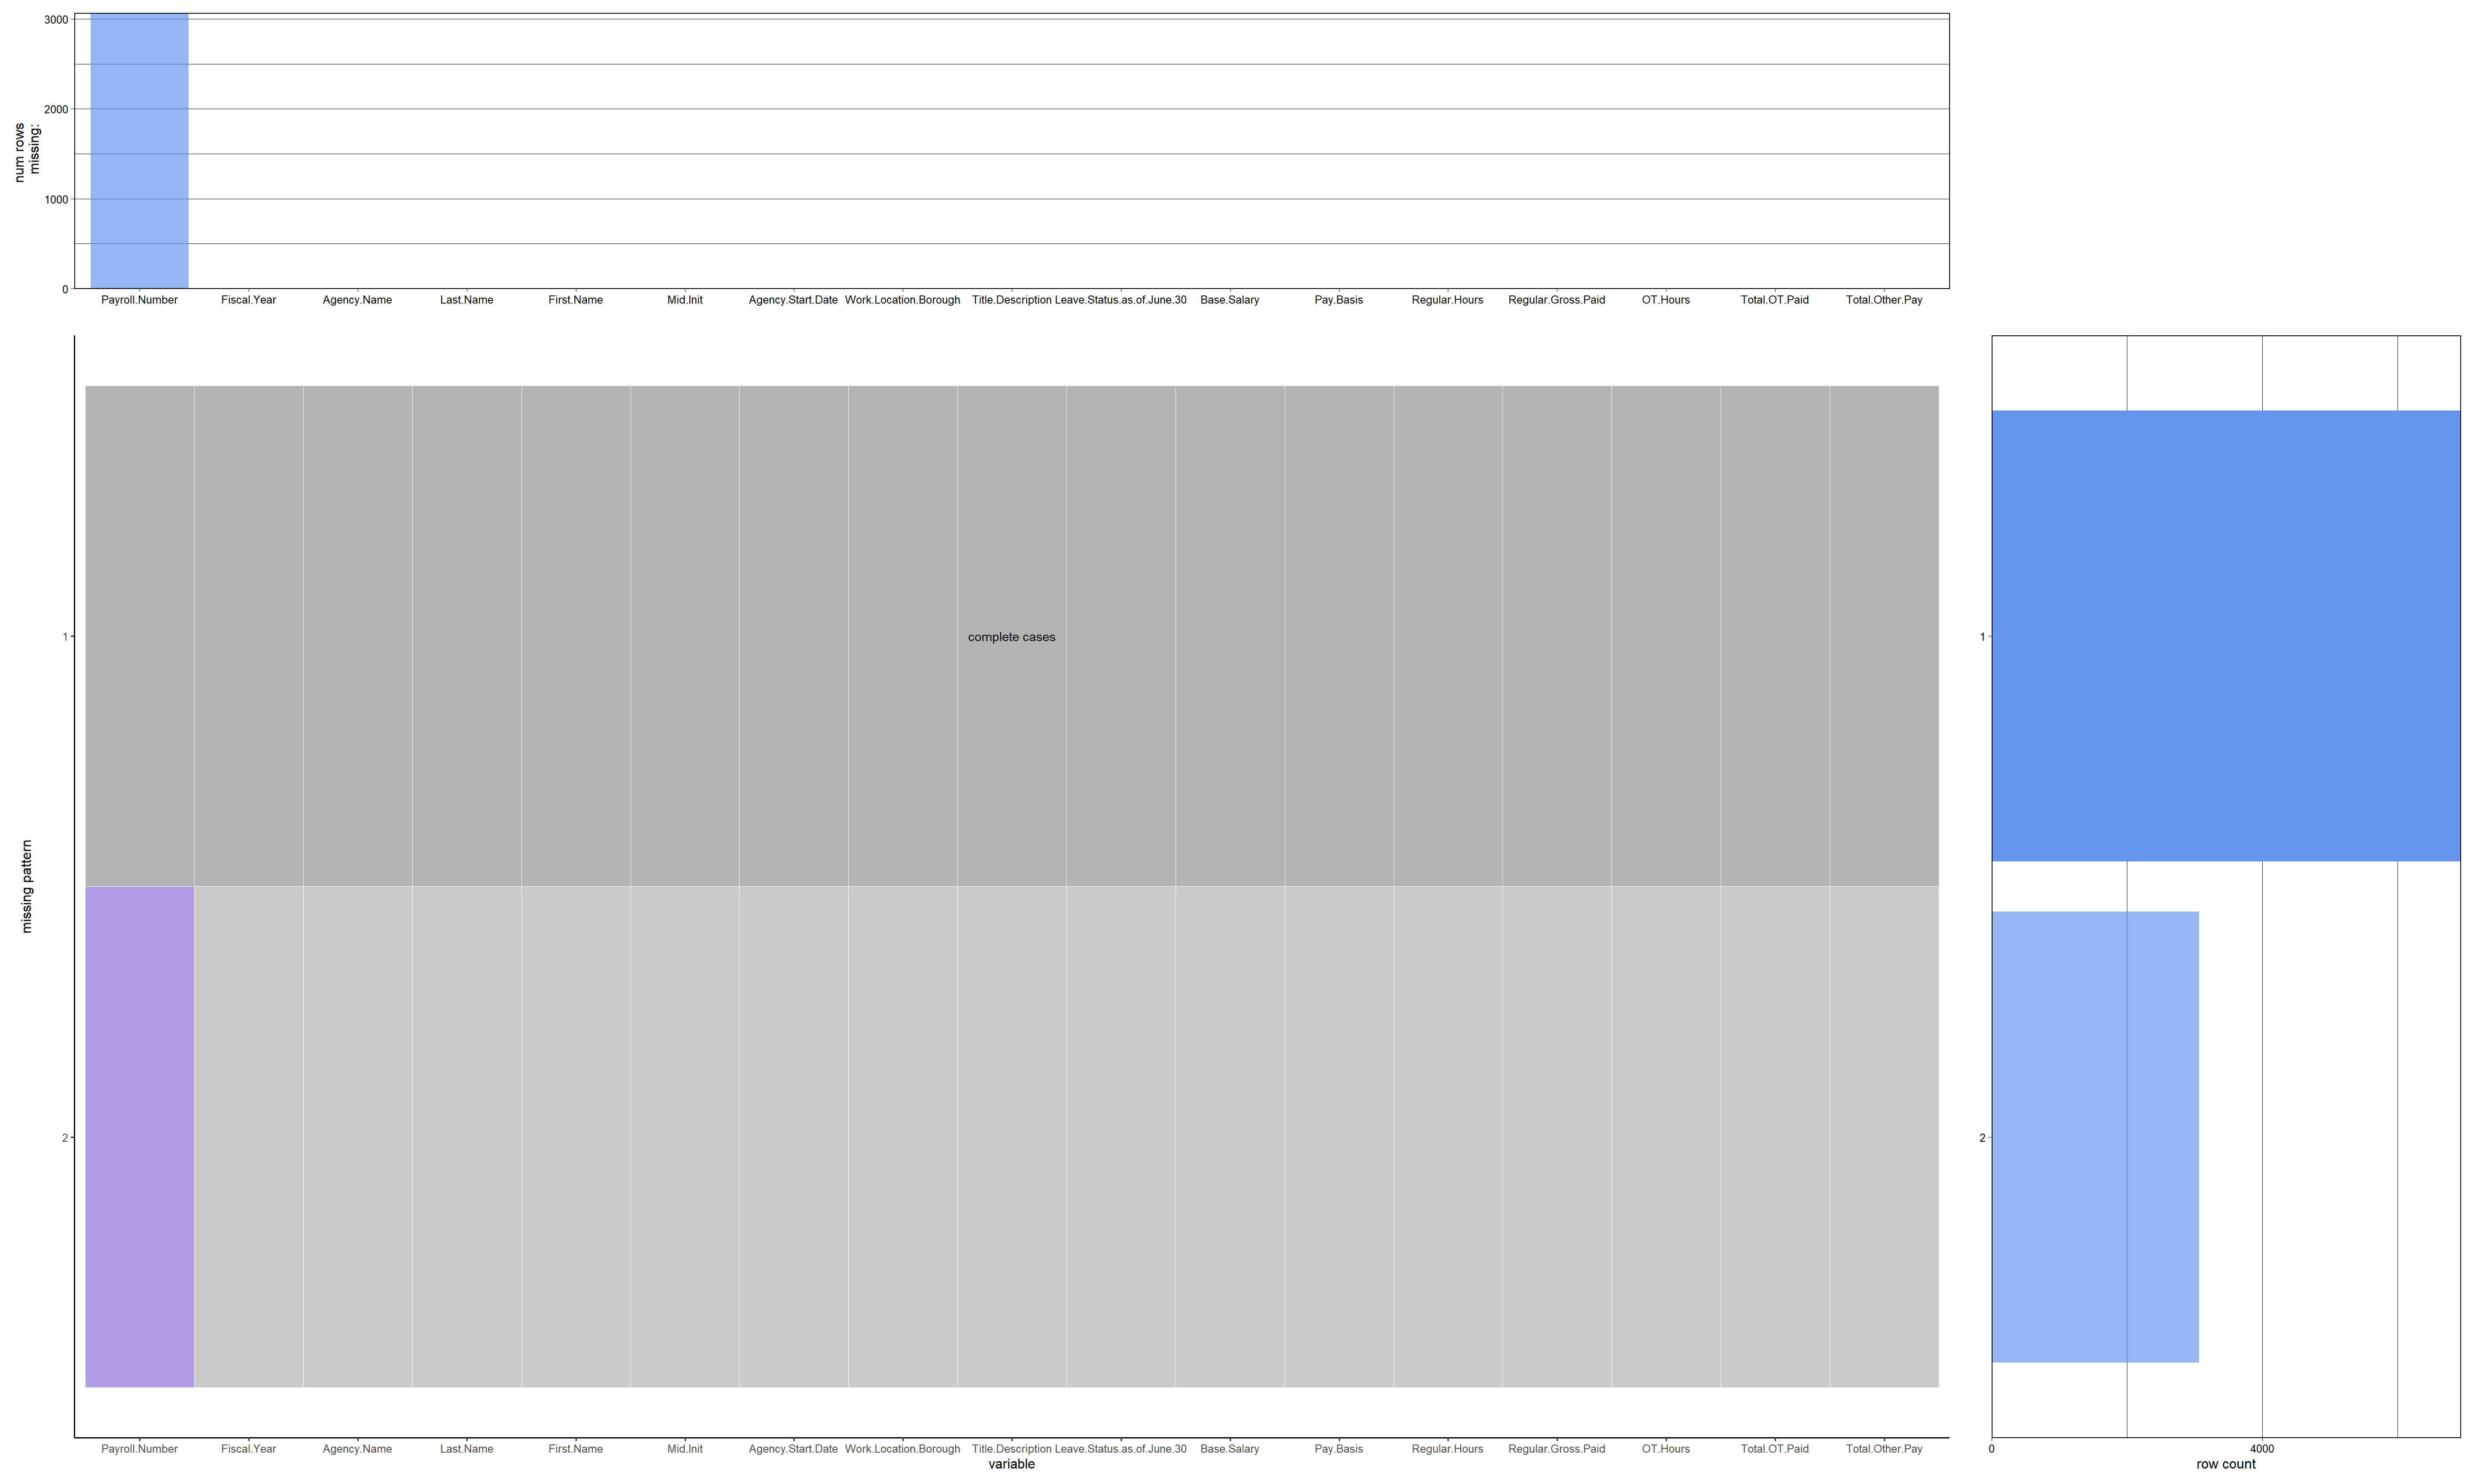 num rows
missing:
3000
2000
1000
0
Payroll.Number Fiscal.Year Agency.Name Last.Name First.Name Mid.Init Agency.Start.Date Work.Location.Borough Title.Description Leave.Status.as.of.June.30 Base.Salary Pay.Basis Regular.Hours Regular.Gross.Paid OT.Hours Total.OT.Paid Total.Other.Pay
missing pattern
1
complete cases
2
Payroll.Number Fiscal.Year Agency.Name Last.Name First.Name Mid.Init Agency.Start.Date Work.Location.Borough Title.Description Leave.Status.as.of.June.30 Base.Salary Pay.Basis Regular.Hours Regular.Gross.Paid OT.Hours Total.OT.Paid Total.Other.Pay
variable
1
2
0 4000
row count